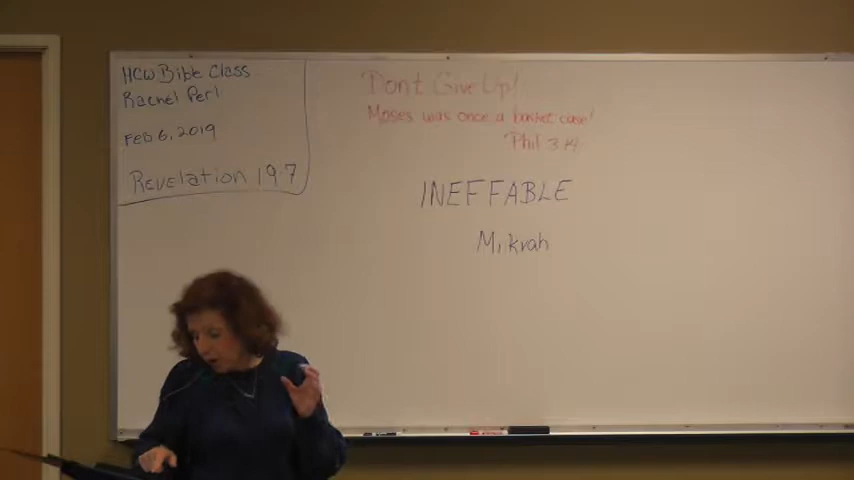 HCW Bible Class
Rachel Perl
FEB 6, 2019
Revelation 19:7
Don't Give Up!
Moses was once a basket case!
Phil 3:14
INEFFABLE
Mikrah